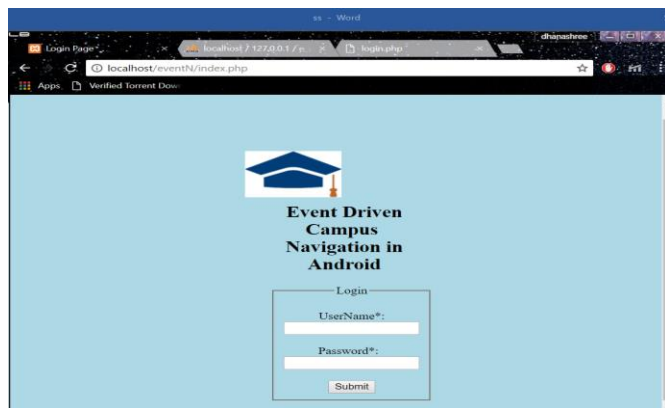 ss - Word
dhanashree
Login Page
localhost / 127.0.0.1 / e
login.php
localhost/eventN/index.php
Apps
Verified Torrent Dow
Event Driven
Campus
Navigation in
Android
Login
UserName*:
Password*:
Submit